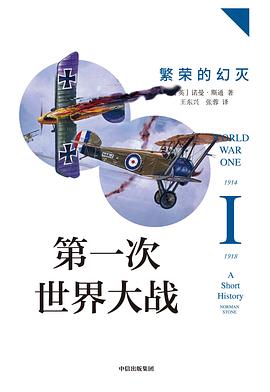 繁荣的幻灭
[英]诺曼·斯通 著
王东兴 张蓉 译
WORLD
WAR
ONE
1914
I
1918
A
Short
History
NORMAN
STONE
第一次
世界大战
中信出版集团